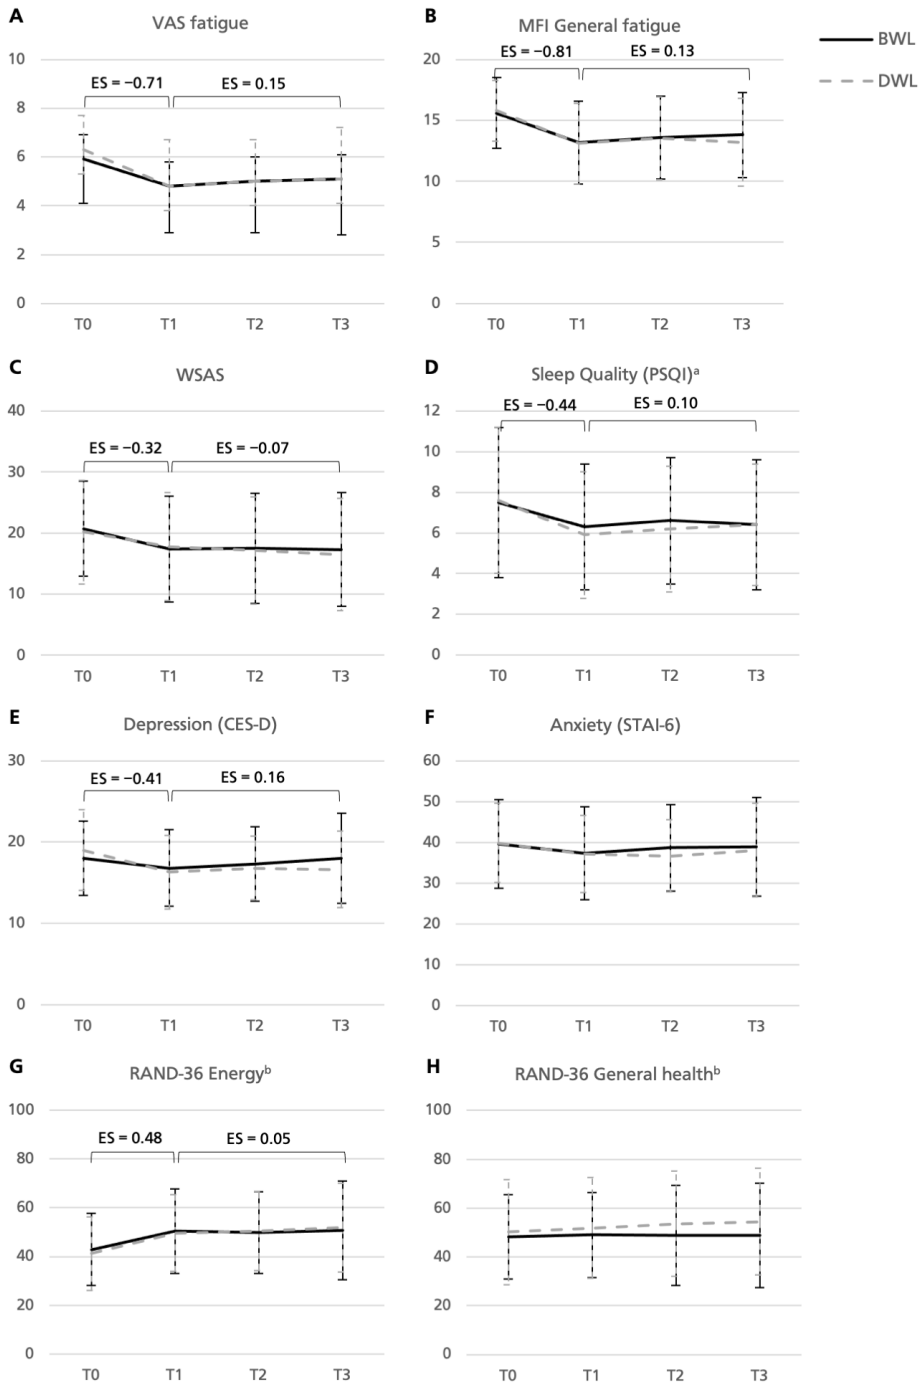 A
VAS fatigue
10
8
6
4
2
0
ES = −0.71
ES = 0.15
T0 T1 T2 T3
B
MFI General fatigue
20
15
10
5
0
ES = −0.81
ES = 0.13
T0 T1 T2 T3
BWL
DWL
C
WSAS
40
30
20
10
0
ES = −0.32
ES = −0.07
T0 T1 T2 T3
D
Sleep Quality (PSQI)ᵃ
12
10
8
6
4
2
0
ES = −0.44
ES = 0.10
T0 T1 T2 T3
E
Depression (CES-D)
30
20
10
0
ES = −0.41
ES = 0.16
T0 T1 T2 T3
F
Anxiety (STAI-6)
60
50
40
30
20
10
0
T0 T1 T2 T3
G
RAND-36 Energyᵇ
100
80
60
40
20
0
ES = 0.48
ES = 0.05
T0 T1 T2 T3
H
RAND-36 General healthᵇ
100
80
60
40
20
0
T0 T1 T2 T3